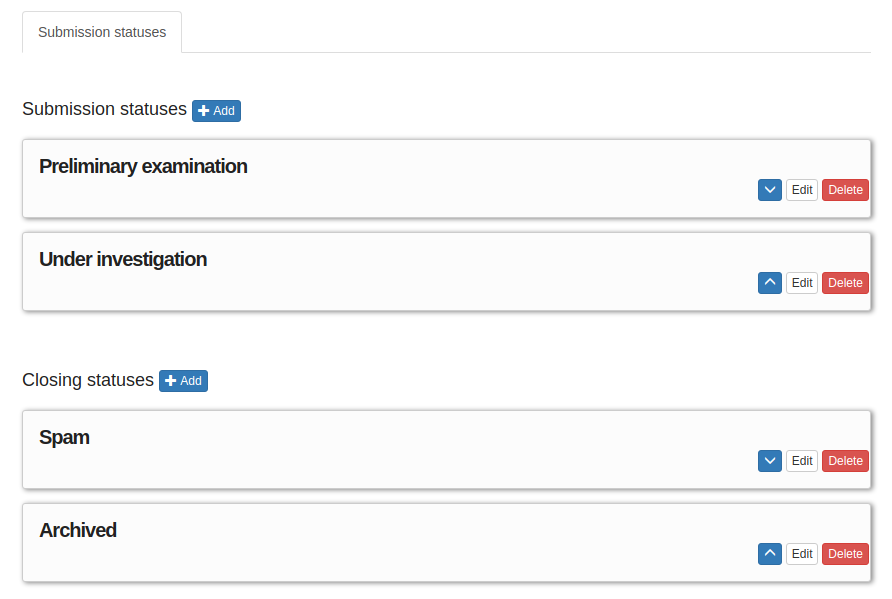 Submission statuses
Submission statuses Add
Preliminary examination
Edit Delete
Under investigation
Edit Delete
Closing statuses Add
Spam
Edit Delete
Archived
Edit Delete